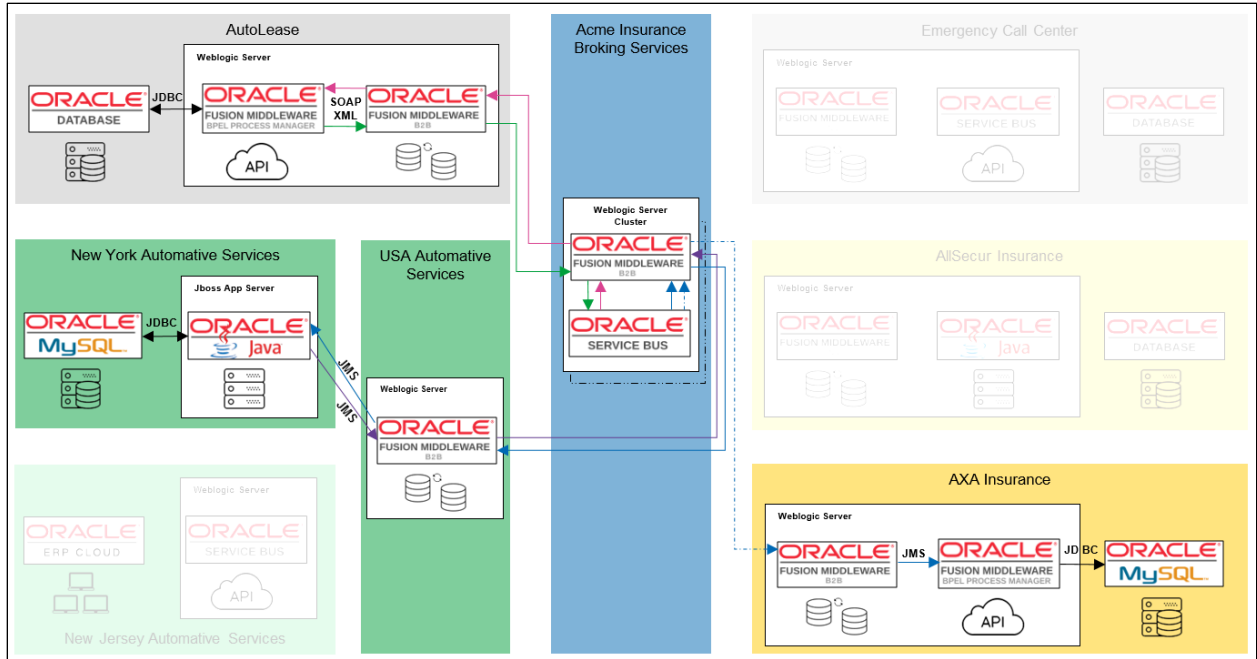 AutoLease
Weblogic Server
ORACLE®
DATABASE
JDBC
ORACLE®
FUSION MIDDLEWARE
BPEL PROCESS MANAGER
API
SOAP
XML
ORACLE®
FUSION MIDDLEWARE
B2B
Acme Insurance
Broking Services
Weblogic Server
Cluster
ORACLE®
FUSION MIDDLEWARE
B2B
ORACLE®
SERVICE BUS
Emergency Call Center
Weblogic Server
ORACLE®
FUSION MIDDLEWARE
ORACLE®
SERVICE BUS
API
ORACLE®
DATABASE
New York Automative Services
Jboss App Server
ORACLE®
MySQL™
JDBC
ORACLE®
Java
JMS
JMS
USA Automative
Services
Weblogic Server
ORACLE®
FUSION MIDDLEWARE
B2B
AllSecur Insurance
Weblogic Server
ORACLE®
FUSION MIDDLEWARE
ORACLE®
Java
ORACLE®
DATABASE
Weblogic Server
ORACLE
ERP CLOUD
ORACLE®
SERVICE BUS
API
New Jersey Automative Services
AXA Insurance
Weblogic Server
ORACLE®
FUSION MIDDLEWARE
B2B
JMS
ORACLE®
FUSION MIDDLEWARE
BPEL PROCESS MANAGER
API
JDBC
ORACLE®
MySQL™